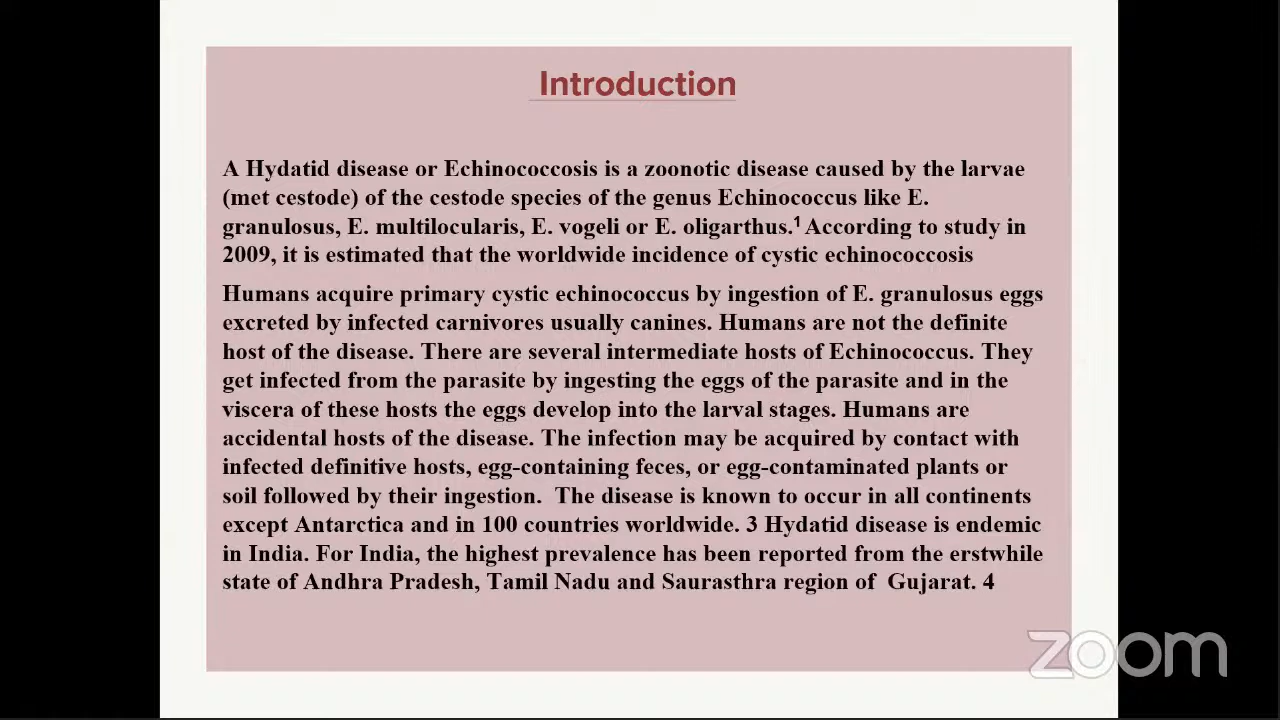 Introduction
A Hydatid disease or Echinococcosis is a zoonotic disease caused by the larvae
(met cestode) of the cestode species of the genus Echinococcus like E.
granulosus, E. multilocularis, E. vogeli or E. oligarthus.¹ According to study in
2009, it is estimated that the worldwide incidence of cystic echinococcosis
Humans acquire primary cystic echinococcus by ingestion of E. granulosus eggs
excreted by infected carnivores usually canines. Humans are not the definite
host of the disease. There are several intermediate hosts of Echinococcus. They
get infected from the parasite by ingesting the eggs of the parasite and in the
viscera of these hosts the eggs develop into the larval stages. Humans are
accidental hosts of the disease. The infection may be acquired by contact with
infected definitive hosts, egg-containing feces, or egg-contaminated plants or
soil followed by their ingestion.  The disease is known to occur in all continents
except Antarctica and in 100 countries worldwide. 3 Hydatid disease is endemic
in India. For India, the highest prevalence has been reported from the erstwhile
state of Andhra Pradesh, Tamil Nadu and Saurasthra region of  Gujarat. 4
zoom